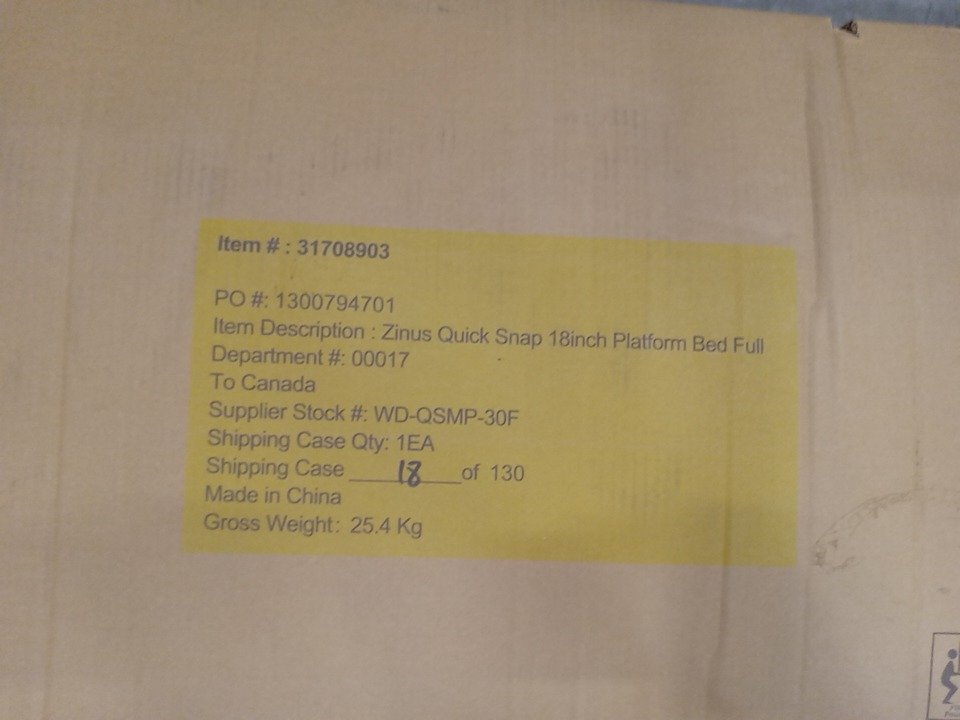 Item # : 31708903
PO #: 1300794701
Item Description : Zinus Quick Snap 18inch Platform Bed Full
Department #: 00017
To Canada
Supplier Stock #: WD-QSMP-30F
Shipping Case Qty: 1EA
Shipping Case 18 of 130
Made in China
Gross Weight: 25.4 Kg